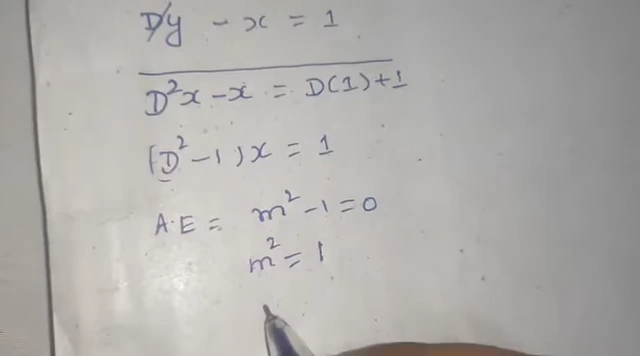 Dy - x = 1
D²x - x = D(1) + 1
(D² - 1)x = 1
A.E = m² - 1 = 0
m² = 1